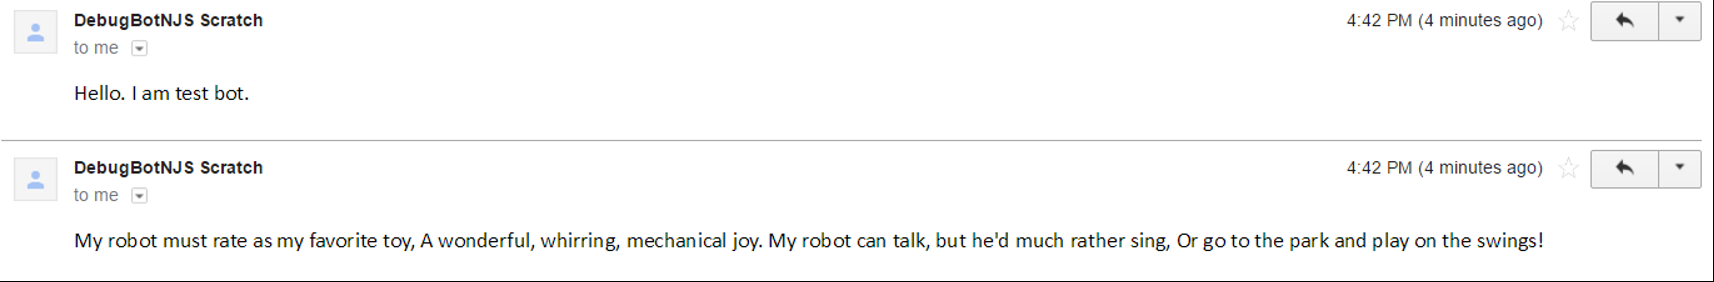 DebugBotNJS Scratch
4:42 PM (4 minutes ago)
to me
Hello. I am test bot.
DebugBotNJS Scratch
4:42 PM (4 minutes ago)
to me
My robot must rate as my favorite toy, A wonderful, whirring, mechanical joy. My robot can talk, but he'd much rather sing, Or go to the park and play on the swings!